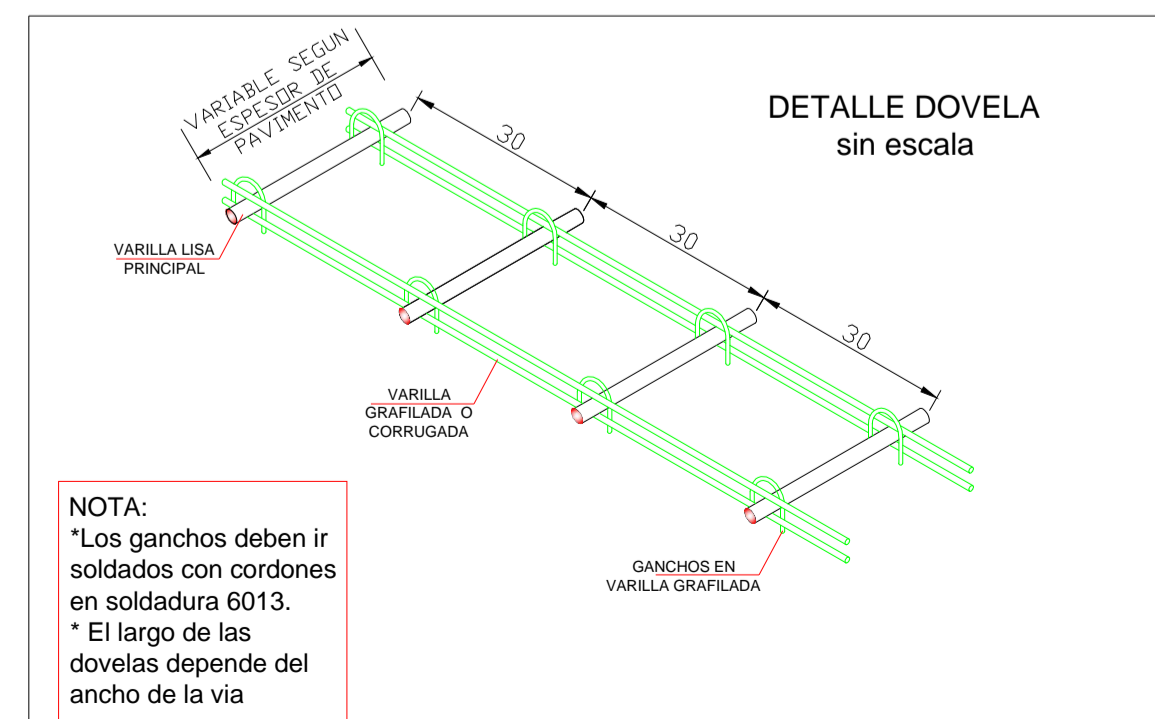 VARIABLE SEGUN
ESPESOR DE
PAVIMENTO
30
30
30
DETALLE DOVELA
sin escala
VARILLA LISA
PRINCIPAL
VARILLA
GRAFILADA O
CORRUGADA
GANCHOS EN
VARILLA GRAFILADA
NOTA:
*Los ganchos deben ir
soldados con cordones
en soldadura 6013.
* El largo de las
dovelas depende del
ancho de la via